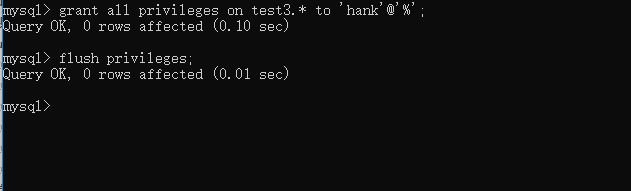 mysql> grant all privileges on test3.* to 'hank'@'%';
Query OK, 0 rows affected (0.10 sec)
mysql> flush privileges;
Query OK, 0 rows affected (0.01 sec)
mysql>